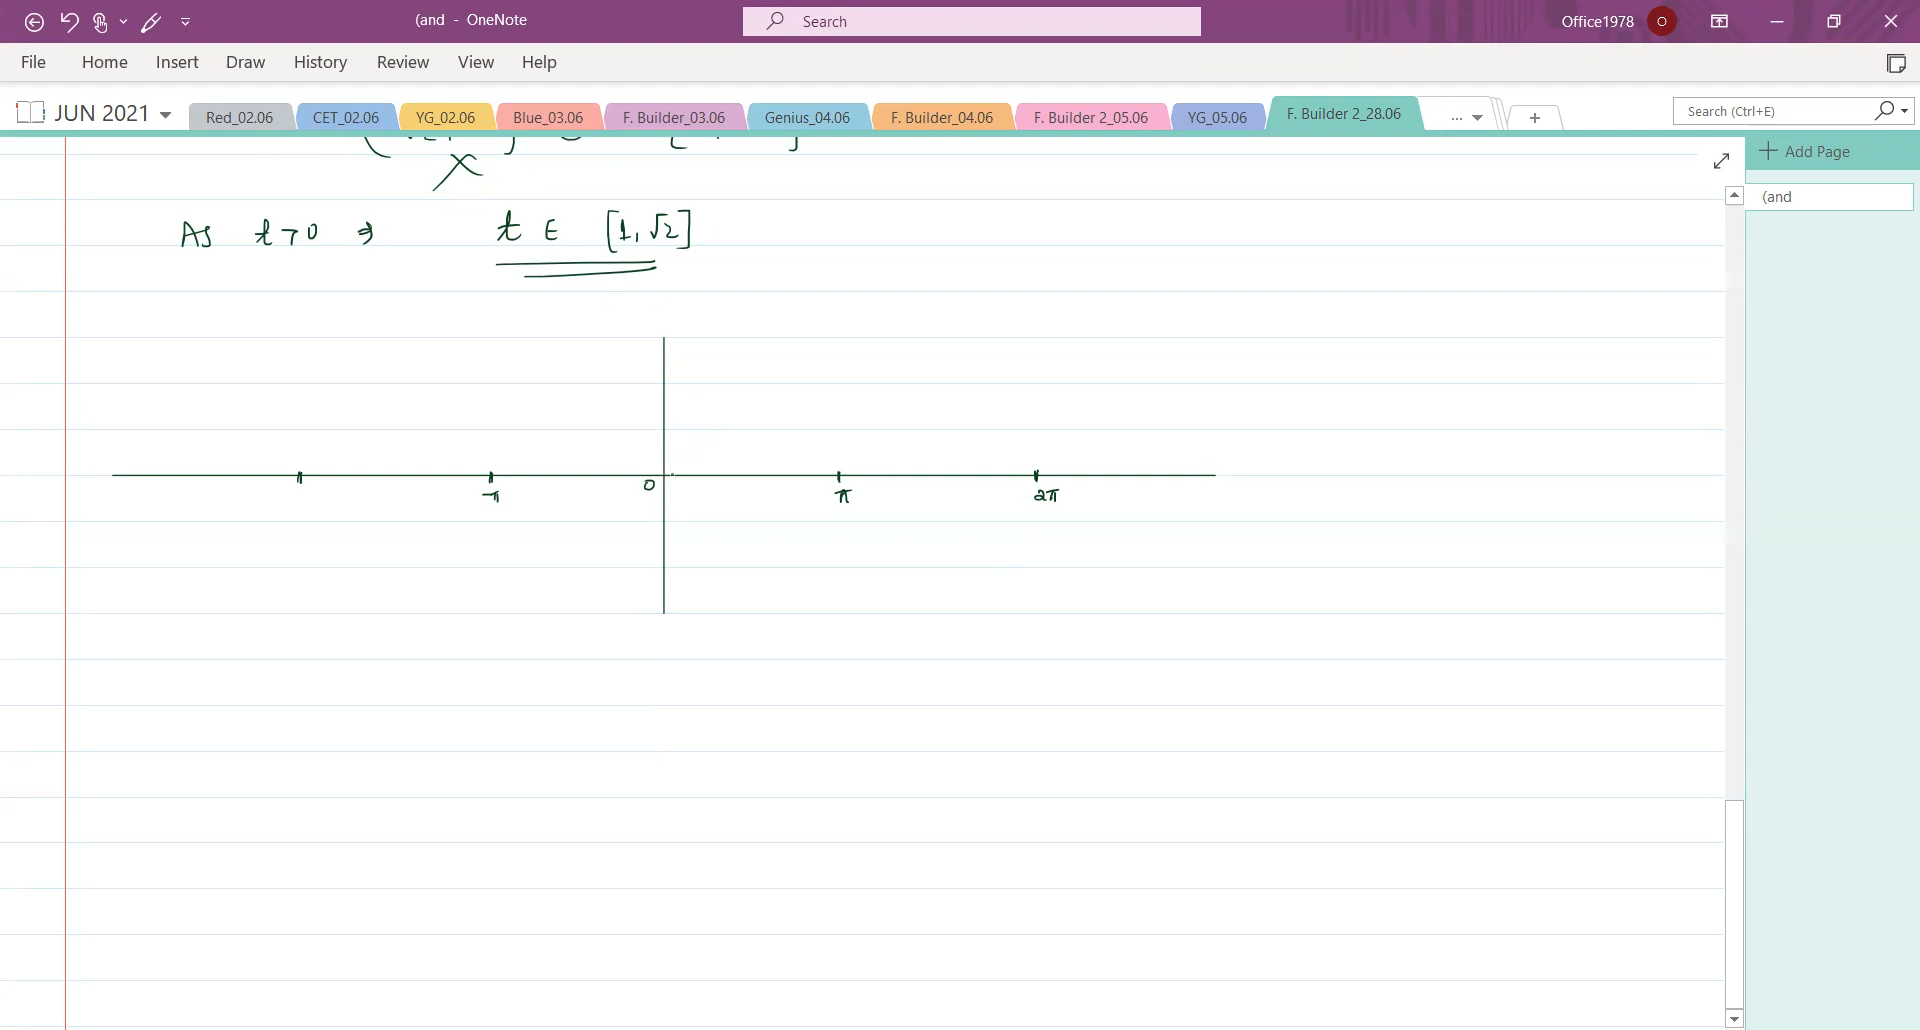 (and - OneNote
Search
Office1978
O
File Home Insert Draw History Review View Help
JUN 2021
Red_02.06 CET_02.06 YG_02.06 Blue_03.06 F. Builder_03.06 Genius_04.06 F. Builder_04.06 F. Builder 2_05.06 YG_05.06 F. Builder 2_28.06 ... +
Search (Ctrl+E)
Add Page
(and
As t>0 ⇒ t ∈ [1, √2]
-π 0 π 2π